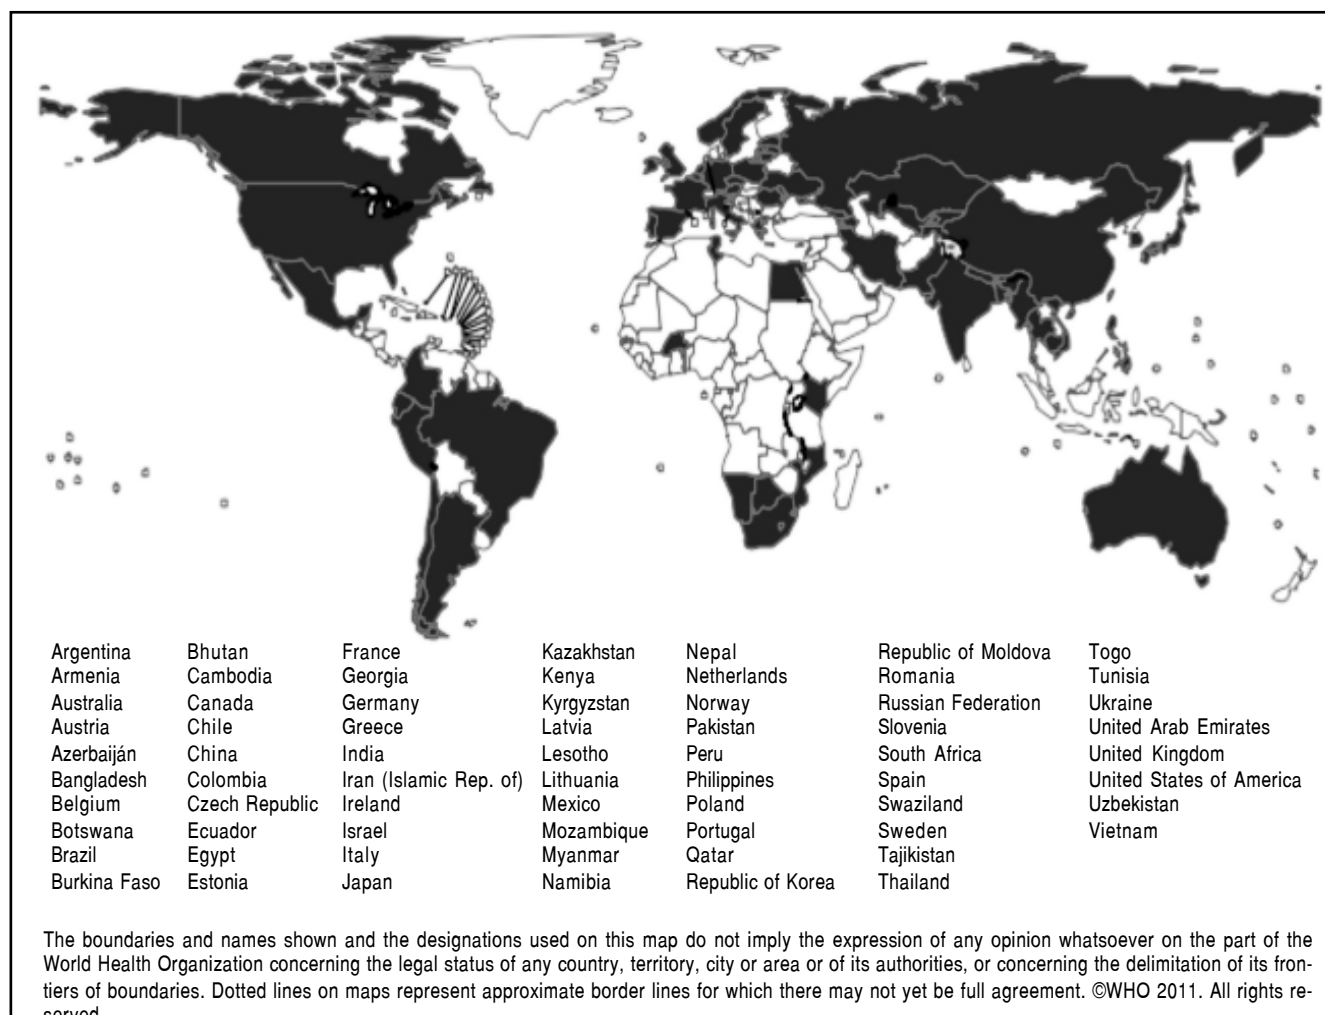 Argentina Bhutan France Kazakhstan Nepal Republic of Moldova Togo
Armenia Cambodia Georgia Kenya Netherlands Romania Tunisia
Australia Canada Germany Kyrgyzstan Norway Russian Federation Ukraine
Austria Chile Greece Latvia Pakistan Slovenia United Arab Emirates
Azerbaiján China India Lesotho Peru South Africa United Kingdom
Bangladesh Colombia Iran (Islamic Rep. of) Lithuania Philippines Spain United States of America
Belgium Czech Republic Ireland Mexico Poland Swaziland Uzbekistan
Botswana Ecuador Israel Mozambique Portugal Sweden Vietnam
Brazil Egypt Italy Myanmar Qatar Tajikistan
Burkina Faso Estonia Japan Namibia Republic of Korea Thailand
The boundaries and names shown and the designations used on this map do not imply the expression of any opinion whatsoever on the part of the
World Health Organization concerning the legal status of any country, territory, city or area or of its authorities, or concerning the delimitation of its fron-
tiers of boundaries. Dotted lines on maps represent approximate border lines for which there may not yet be full agreement. ©WHO 2011. All rights re-
served